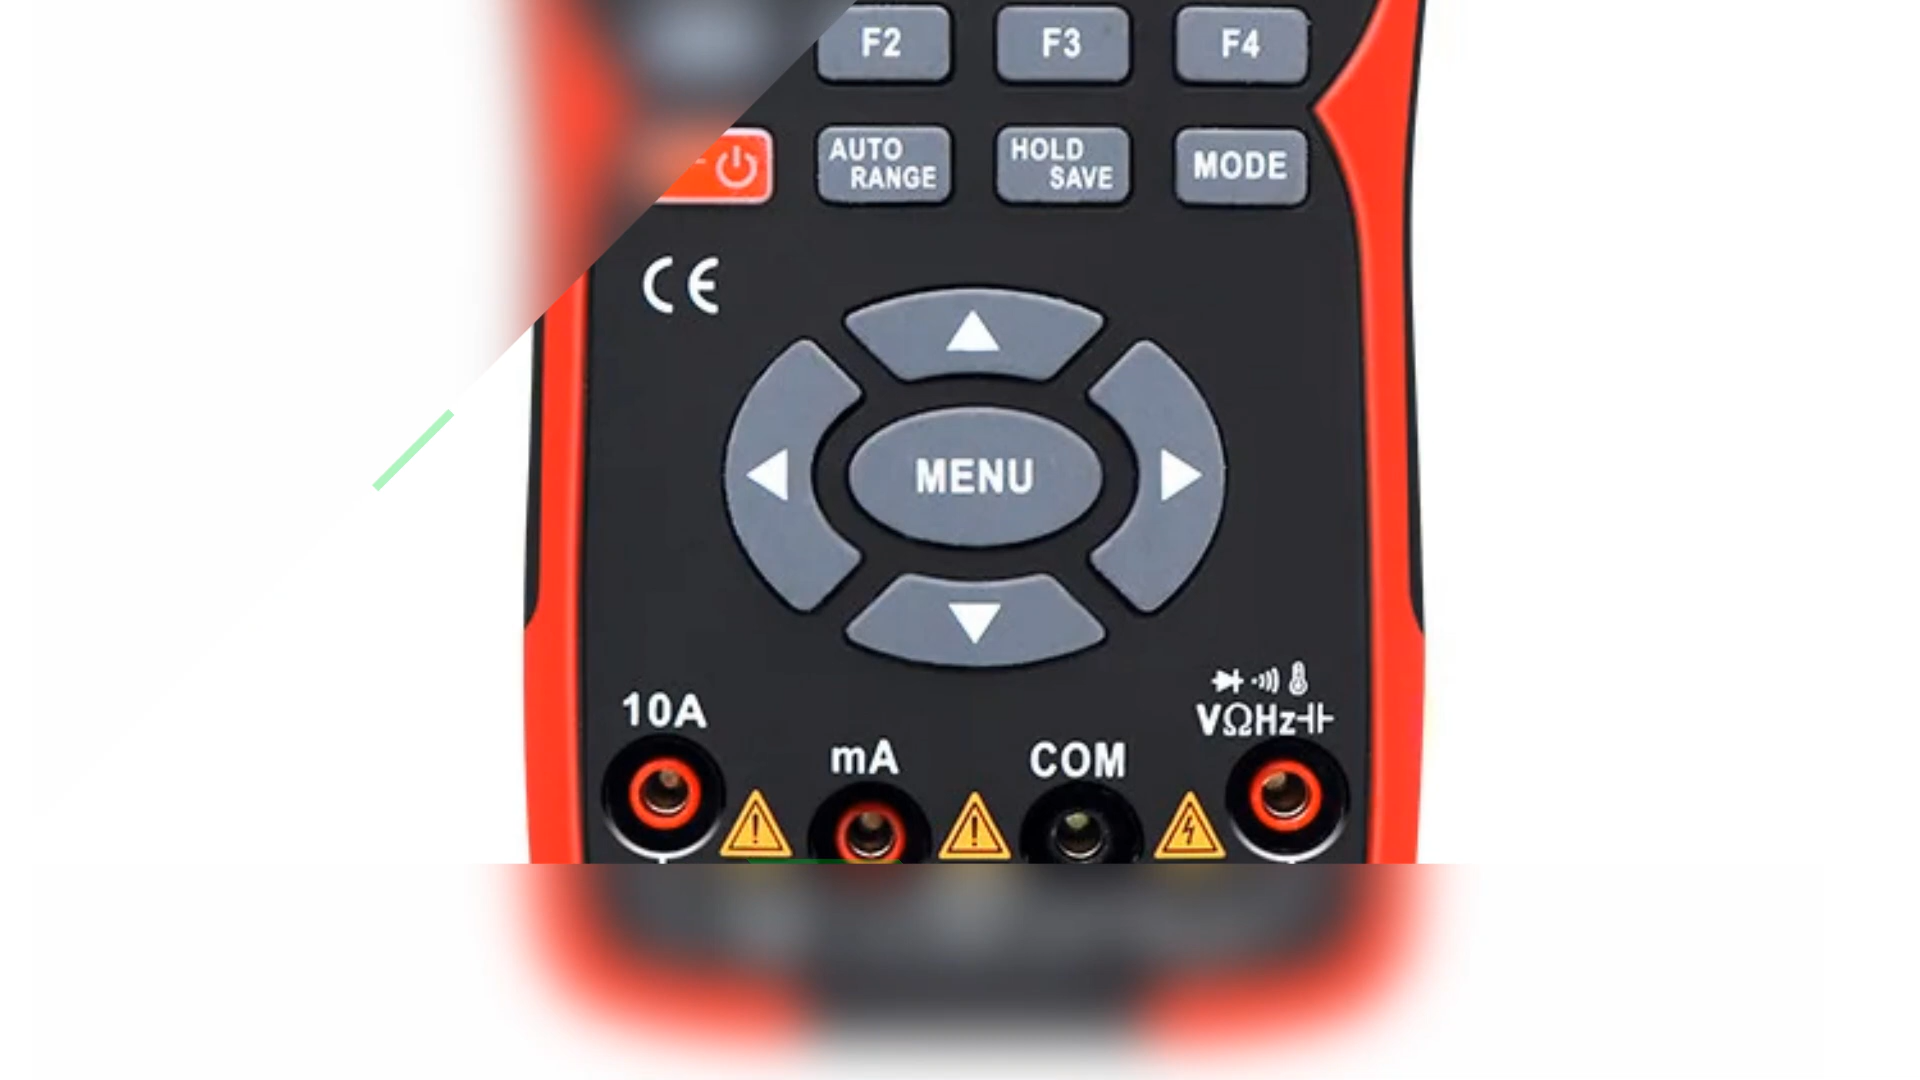 F2 F3 F4
AUTO RANGE
HOLD SAVE
MODE
CE
MENU
10A
mA
COM
VΩHz